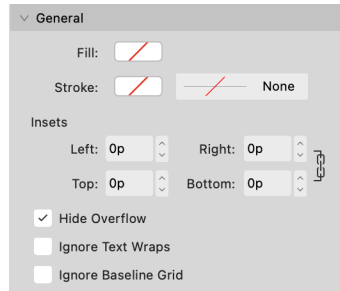 General
Fill:
Stroke: None
Insets
Left: 0p Right: 0p
Top: 0p Bottom: 0p
Hide Overflow
Ignore Text Wraps
Ignore Baseline Grid